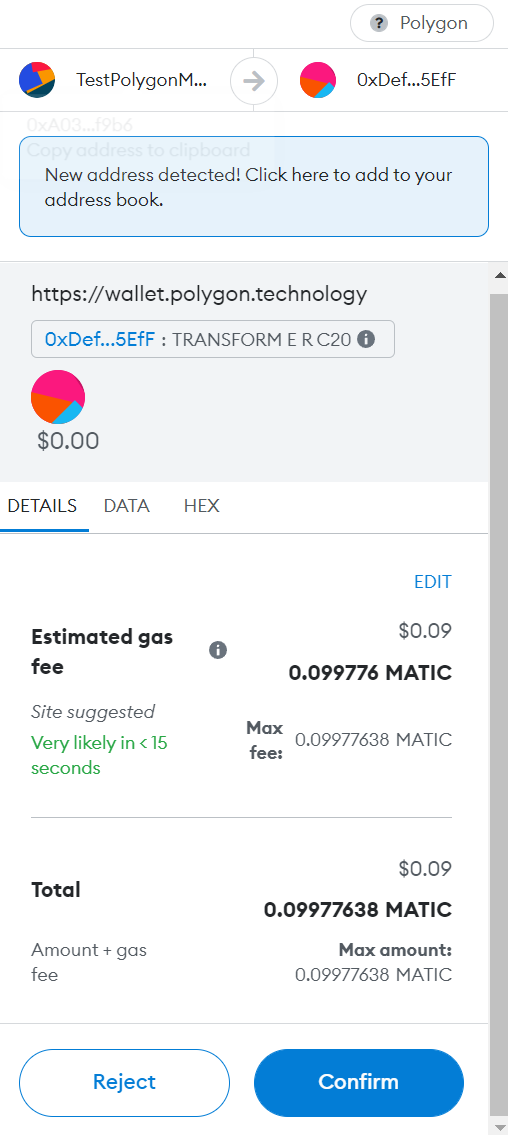 ? Polygon
TestPolygonM...
0xDef...5EfF
0xA03...f9b6
Copy address to clipboard
New address detected! Click here to add to your
address book.
https://wallet.polygon.technology
0xDef...5EfF : TRANSFORM E R C20 i
$0.00
DETAILS DATA HEX
EDIT
Estimated gas
fee
i
$0.09
0.099776 MATIC
Site suggested
Very likely in < 15
seconds
Max
fee:
0.09977638 MATIC
Total
$0.09
0.09977638 MATIC
Amount + gas
fee
Max amount:
0.09977638 MATIC
Reject
Confirm